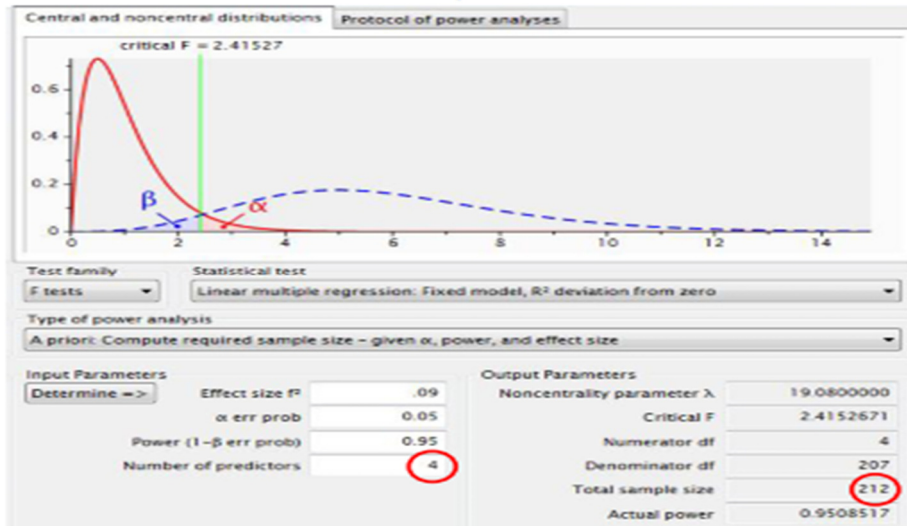 Central and noncentral distributions Protocol of power analyses
critical F = 2.41527
0.6
0.4
0.2
β α
0
0 2 4 6 8 10 12 14
Test family Statistical test
F tests Linear multiple regression: Fixed model, R² deviation from zero
Type of power analysis
A priori: Compute required sample size – given α, power, and effect size
Input Parameters Output Parameters
Determine => Effect size f² .09 Noncentrality parameter λ 19.0800000
α err prob 0.05 Critical F 2.4152671
Power (1-β err prob) 0.95 Numerator df 4
Number of predictors 4 Denominator df 207
Total sample size 212
Actual power 0.9508517